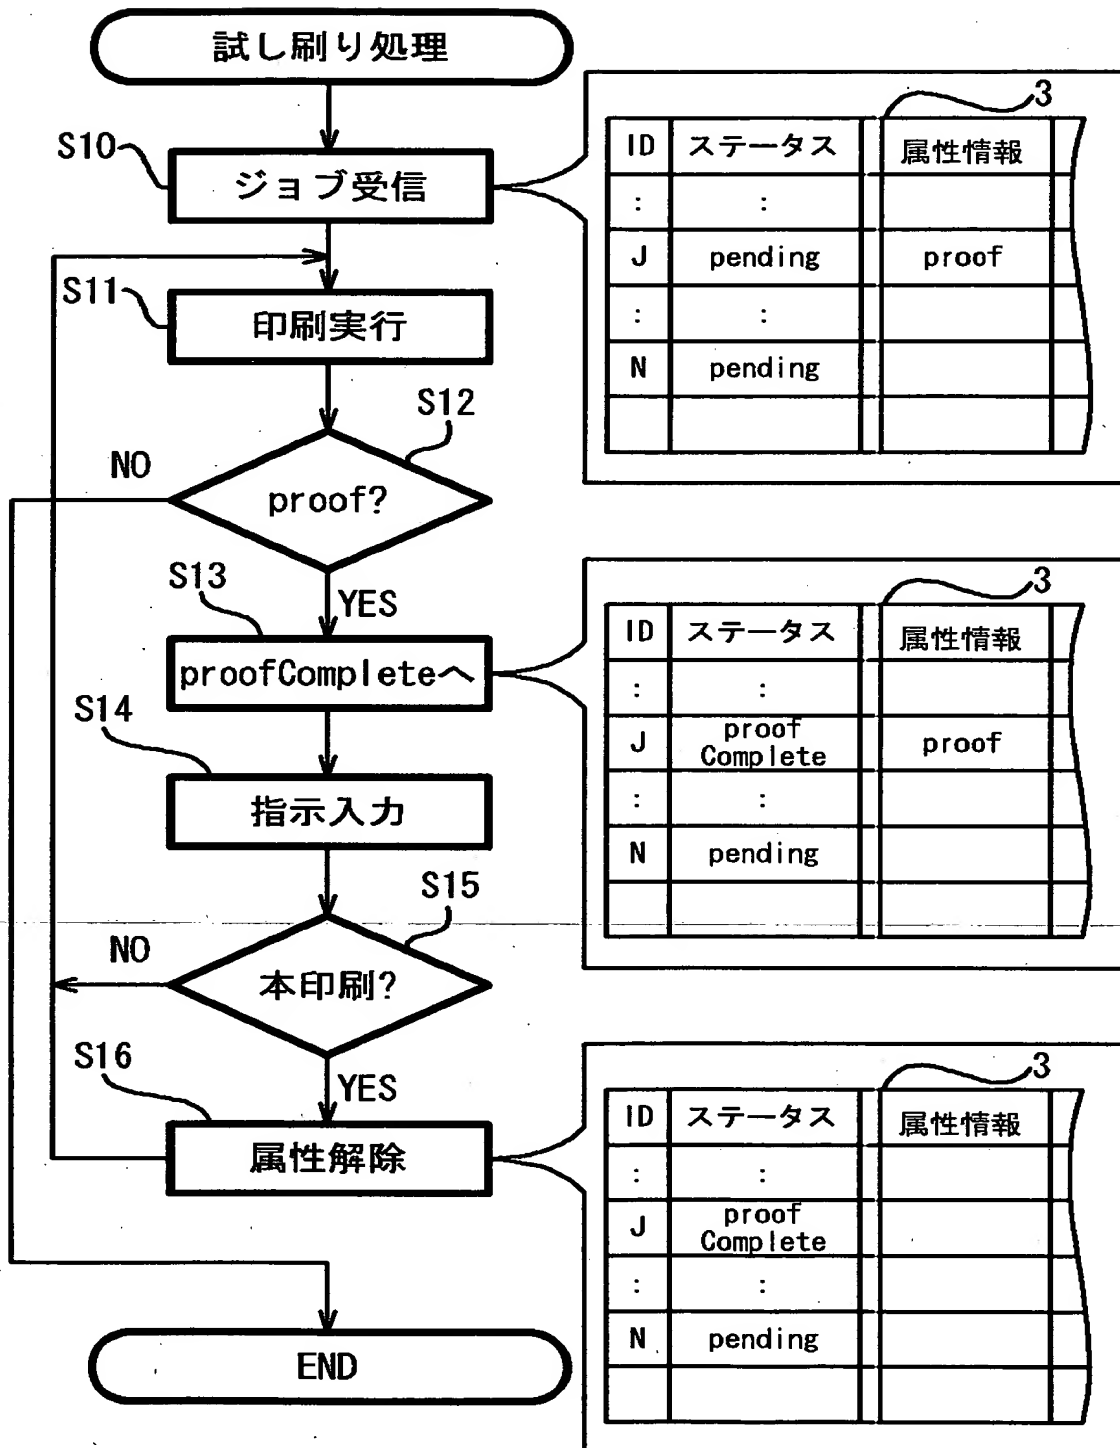 試し刷り処理
S10
ジョブ受信
S11
印刷実行
S12
NO
proof?
YES
S13
proofCompleteへ
S14
指示入力
S15
NO
本印刷?
YES
S16
属性解除
END
3
ID ステータス 属性情報
: :
J pending proof
: :
N pending
3
ID ステータス 属性情報
: :
J proof Complete proof
: :
N pending
3
ID ステータス 属性情報
: :
J proof Complete
: :
N pending